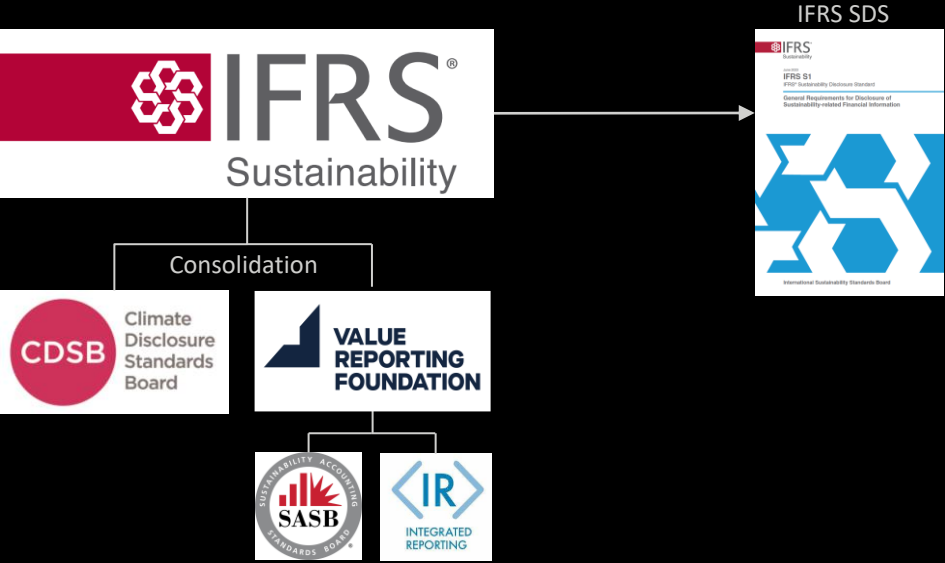 IFRS SDS
IFRS®
Sustainability
IFRS
Sustainability
June 2023
IFRS S1
IFRS® Sustainability Disclosure Standard
General Requirements for Disclosure of
Sustainability-related Financial Information
International Sustainability Standards Board
Consolidation
CDSB
Climate
Disclosure
Standards
Board
VALUE
REPORTING
FOUNDATION
SUSTAINABILITY ACCOUNTING
SASB
STANDARDS BOARD
®
IR
INTEGRATED
REPORTING